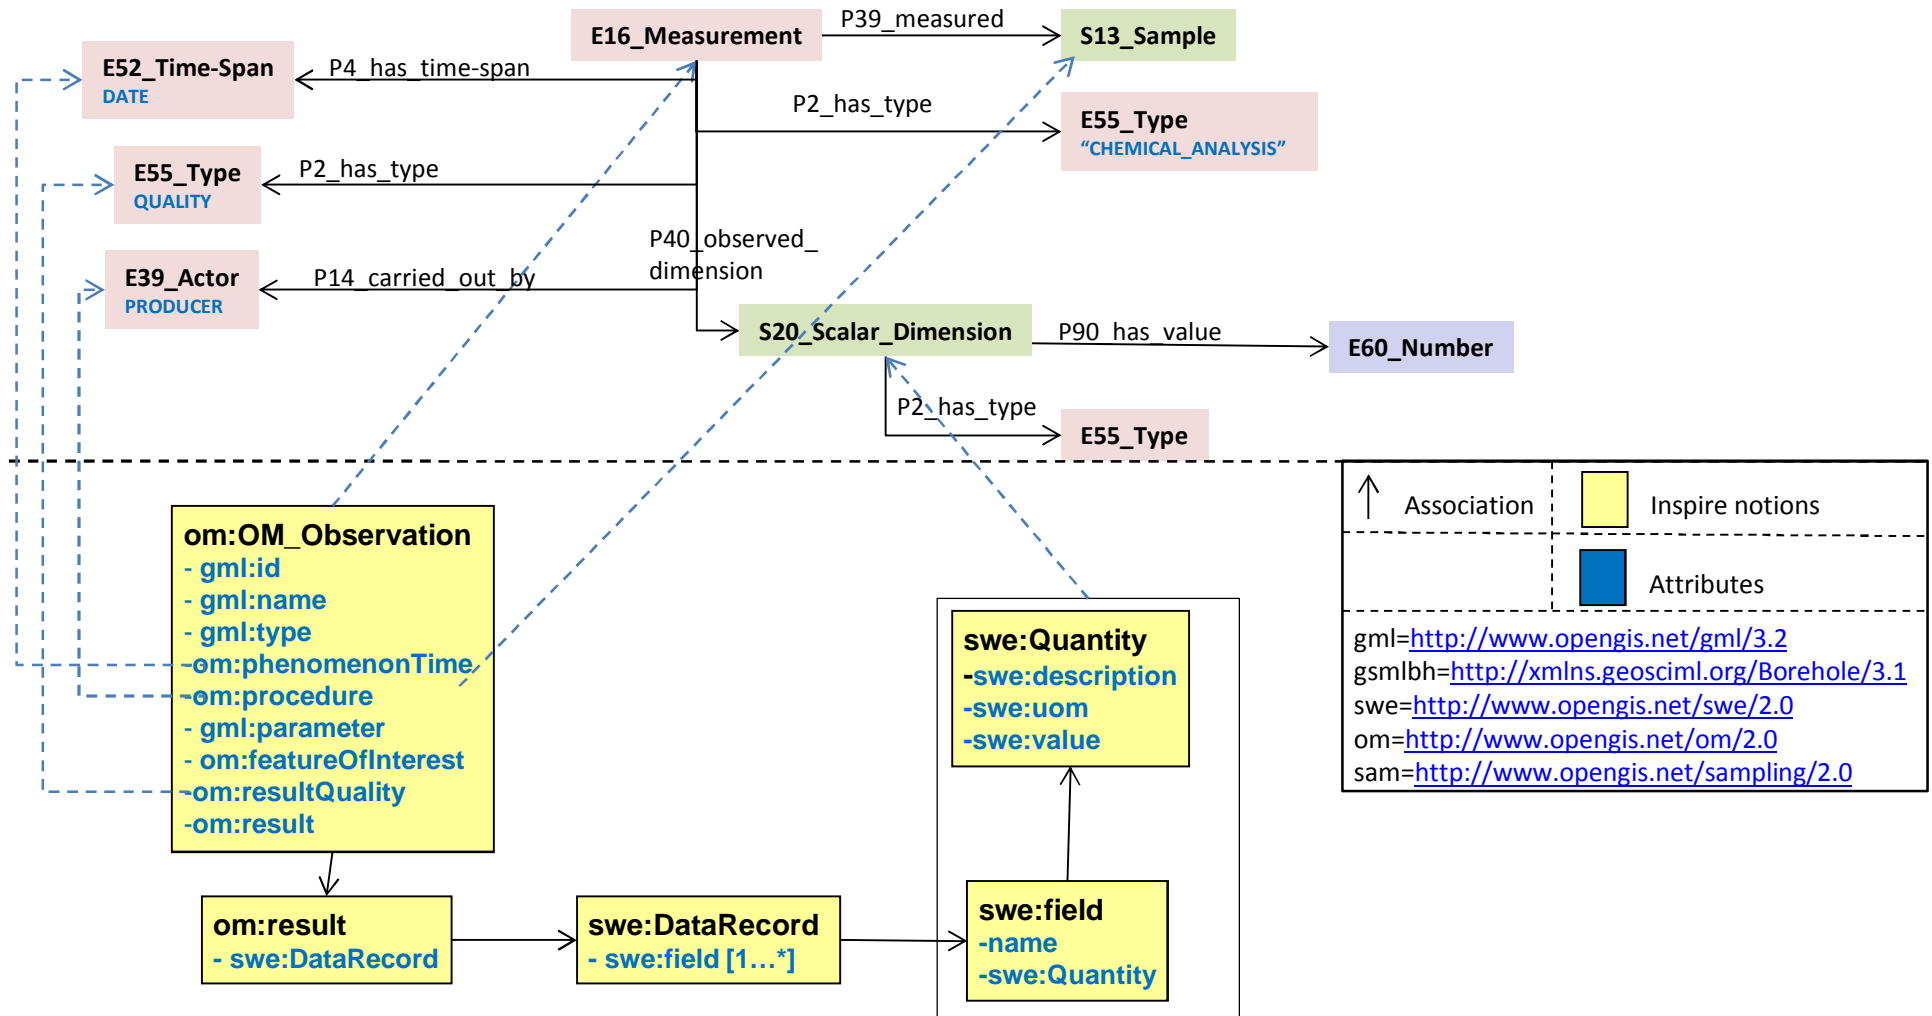 E16_Measurement
P39_measured
S13_Sample
E52_Time-Span
DATE
P4_has_time-span
P2_has_type
E55_Type
“CHEMICAL_ANALYSIS”
E55_Type
QUALITY
P2_has_type
P40_observed_
dimension
E39_Actor
PRODUCER
P14_carried_out_by
S20_Scalar_Dimension
P90_has_value
E60_Number
P2_has_type
E55_Type
om:OM_Observation
- gml:id
- gml:name
- gml:type
-om:phenomenonTime
-om:procedure
- gml:parameter
- om:featureOfInterest
-om:resultQuality
-om:result
om:result
- swe:DataRecord
swe:DataRecord
- swe:field [1...*]
swe:Quantity
-swe:description
-swe:uom
-swe:value
swe:field
-name
-swe:Quantity
Association
Inspire notions
Attributes
gml=http://www.opengis.net/gml/3.2
gsmlbh=http://xmlns.geosciml.org/Borehole/3.1
swe=http://www.opengis.net/swe/2.0
om=http://www.opengis.net/om/2.0
sam=http://www.opengis.net/sampling/2.0